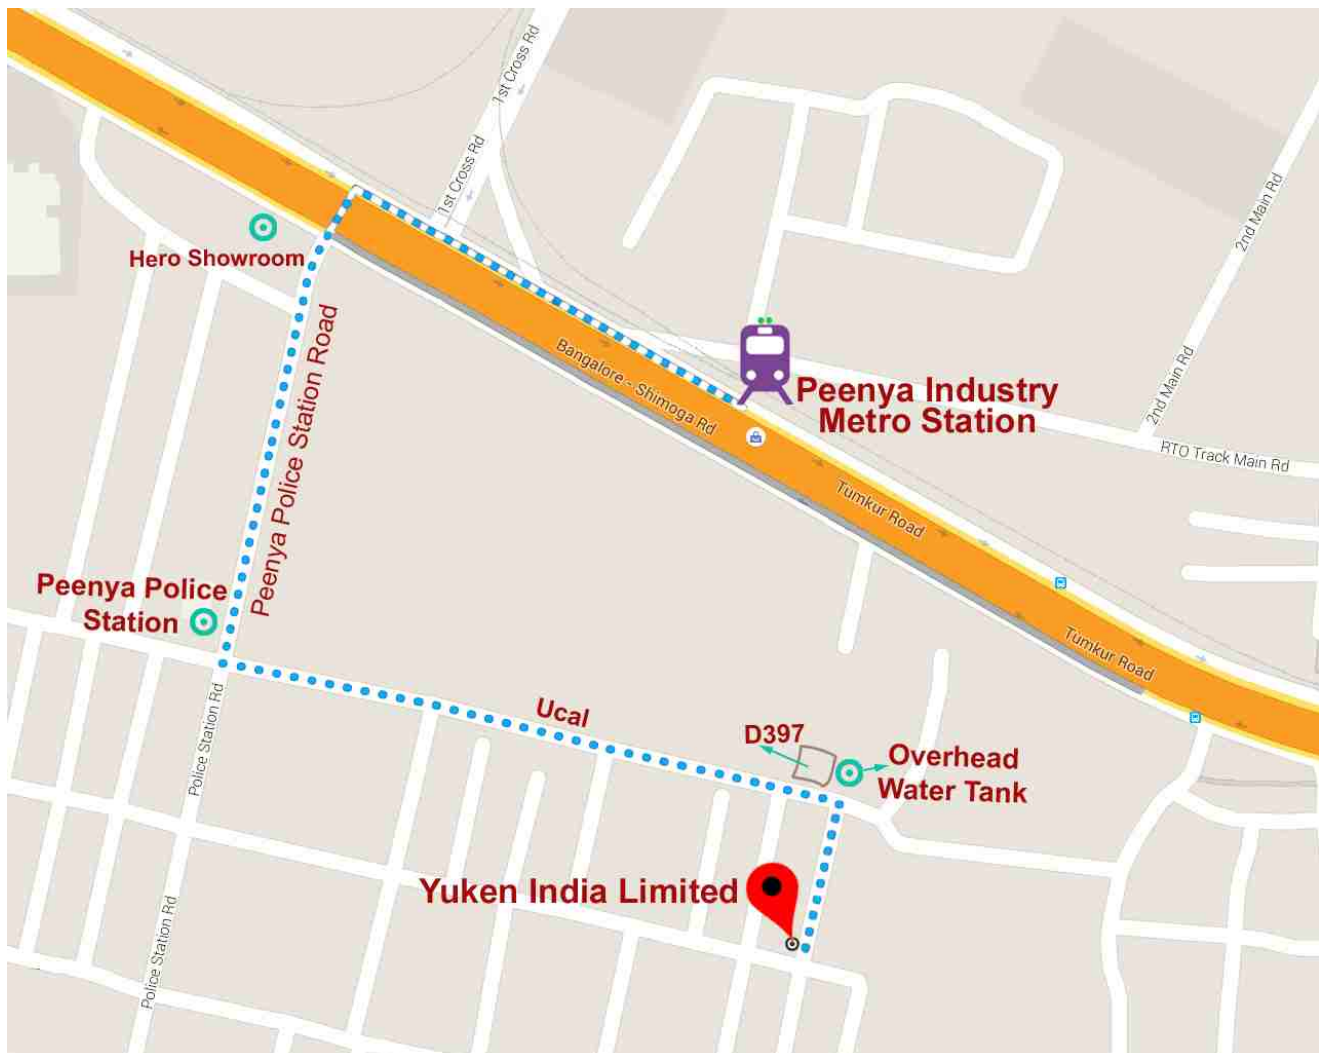 1st Cross Rd
1st Cross Rd
2nd Main Rd
Hero Showroom
Peenya Police Station Road
Bangalore - Shimoga Rd
Peenya Industry
Metro Station
2nd Main Rd
RTO Track Main Rd
Tumkur Road
Peenya Police
Station
Tumkur Road
Ucal
Police Station Rd
D397
Overhead
Water Tank
Yuken India Limited
Police Station Rd